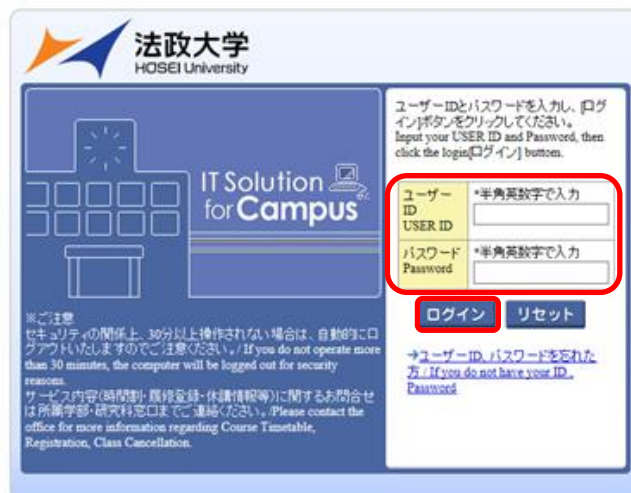 法政大学
HOSEI University
IT Solution
for Campus
※ご注意
セキュリティの関係上、30分以上操作されない場合は、自動的にロ
グアウトいたしますのでご注意ください。/ If you do not operate more
than 30 minutes, the computer will be logged out for security
reasons.
サービス内容(時間割・履修登録・休講情報等)に関するお問合せ
は所属学部・研究科窓口までご連絡ください。/Please contact the
office for more information regarding Course Timetable,
Registration, Class Cancellation.
ユーザーIDとパスワードを入力し、[ログ
イン]ボタンをクリックしてください。
Input your USER ID and Password, then
click the login[ログイン] buttom.
ユーザー
ID
USER ID
*半角英数字で入力
パスワード
Password
*半角英数字で入力
ログイン
リセット
→ユーザーID、パスワードを忘れた
方 / If you do not have your ID ,
Password